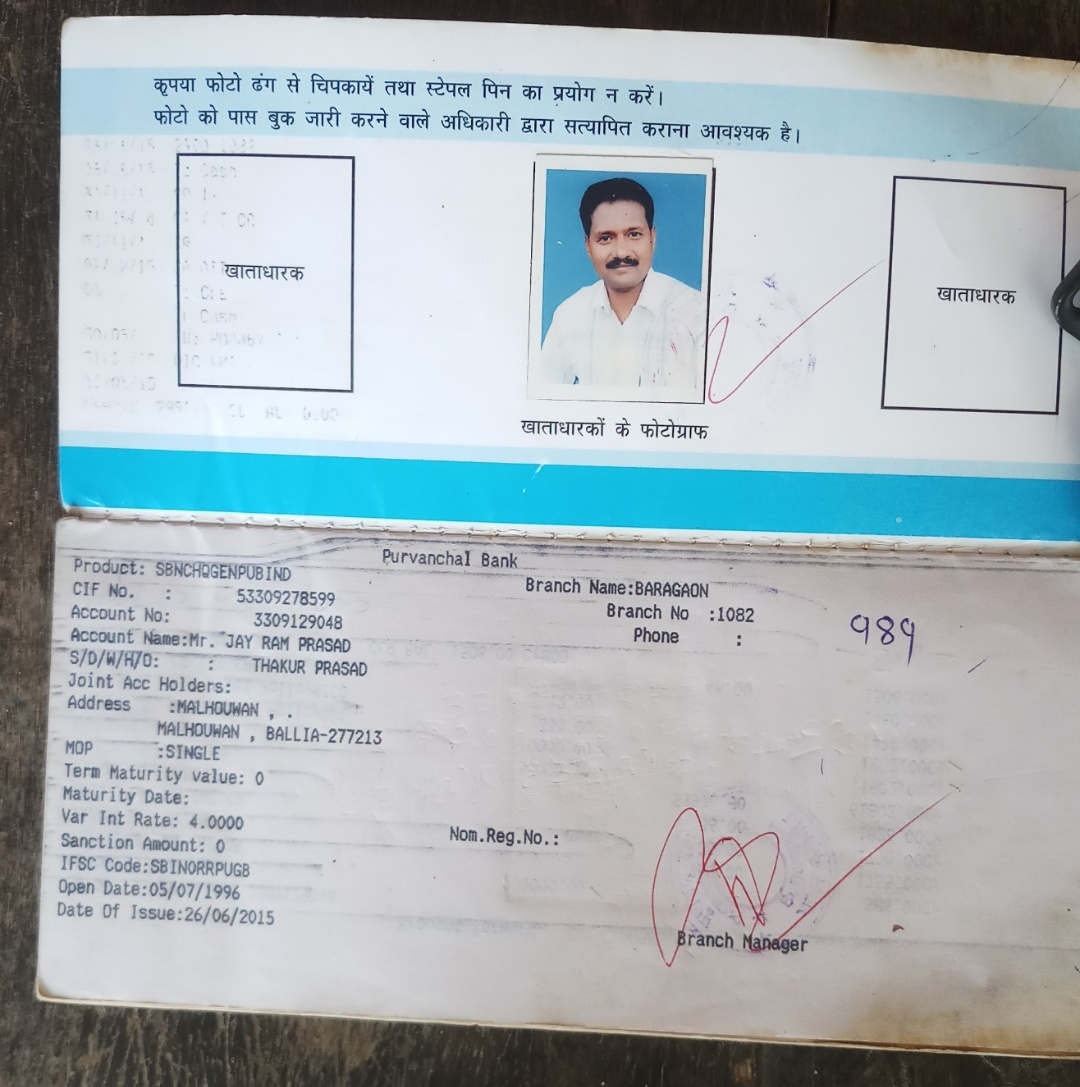 कृपया फोटो ढंग से चिपकायें तथा स्टेपल पिन का प्रयोग न करें।
फोटो को पास बुक जारी करने वाले अधिकारी द्वारा सत्यापित कराना आवश्यक है।
खाताधारक
खाताधारक
खाताधारकों के फोटोग्राफ
Purvanchal Bank
Product: SBNCHQGENPUBIND
Branch Name:BARAGAON
CIF No. : 53309278599
Branch No :1082
Account No: 3309129048
Phone :
989
Account Name:Mr. JAY RAM PRASAD
S/D/W/H/O: : THAKUR PRASAD
Joint Acc Holders:
Address :MALHOUWAN , .
MALHOUWAN , BALLIA-277213
MOP :SINGLE
Term Maturity value: 0
Maturity Date:
Var Int Rate: 4.0000
Nom.Reg.No.:
Sanction Amount: 0
IFSC Code:SBINORRPUGB
Open Date:05/07/1996
Date Of Issue:26/06/2015
Branch Manager